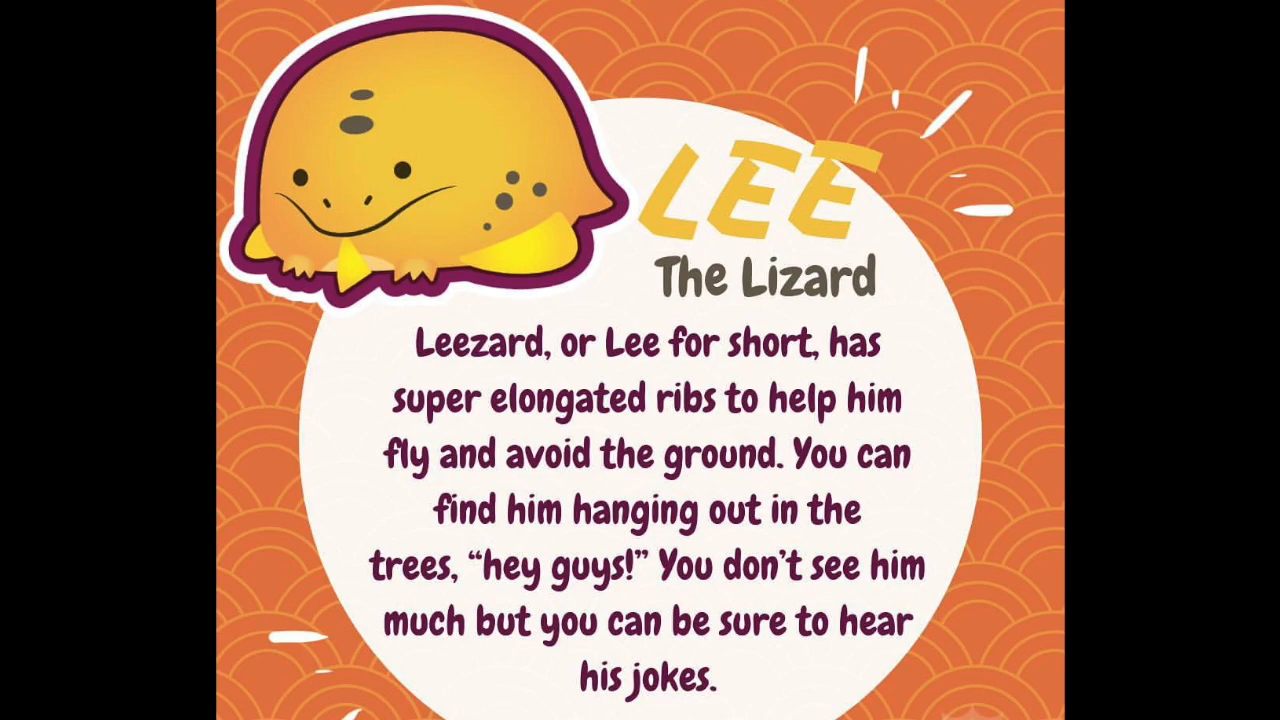 LEE
The Lizard
Leezard, or Lee for short, has
super elongated ribs to help him
fly and avoid the ground. You can
find him hanging out in the
trees, “hey guys!” You don’t see him
much but you can be sure to hear
his jokes.